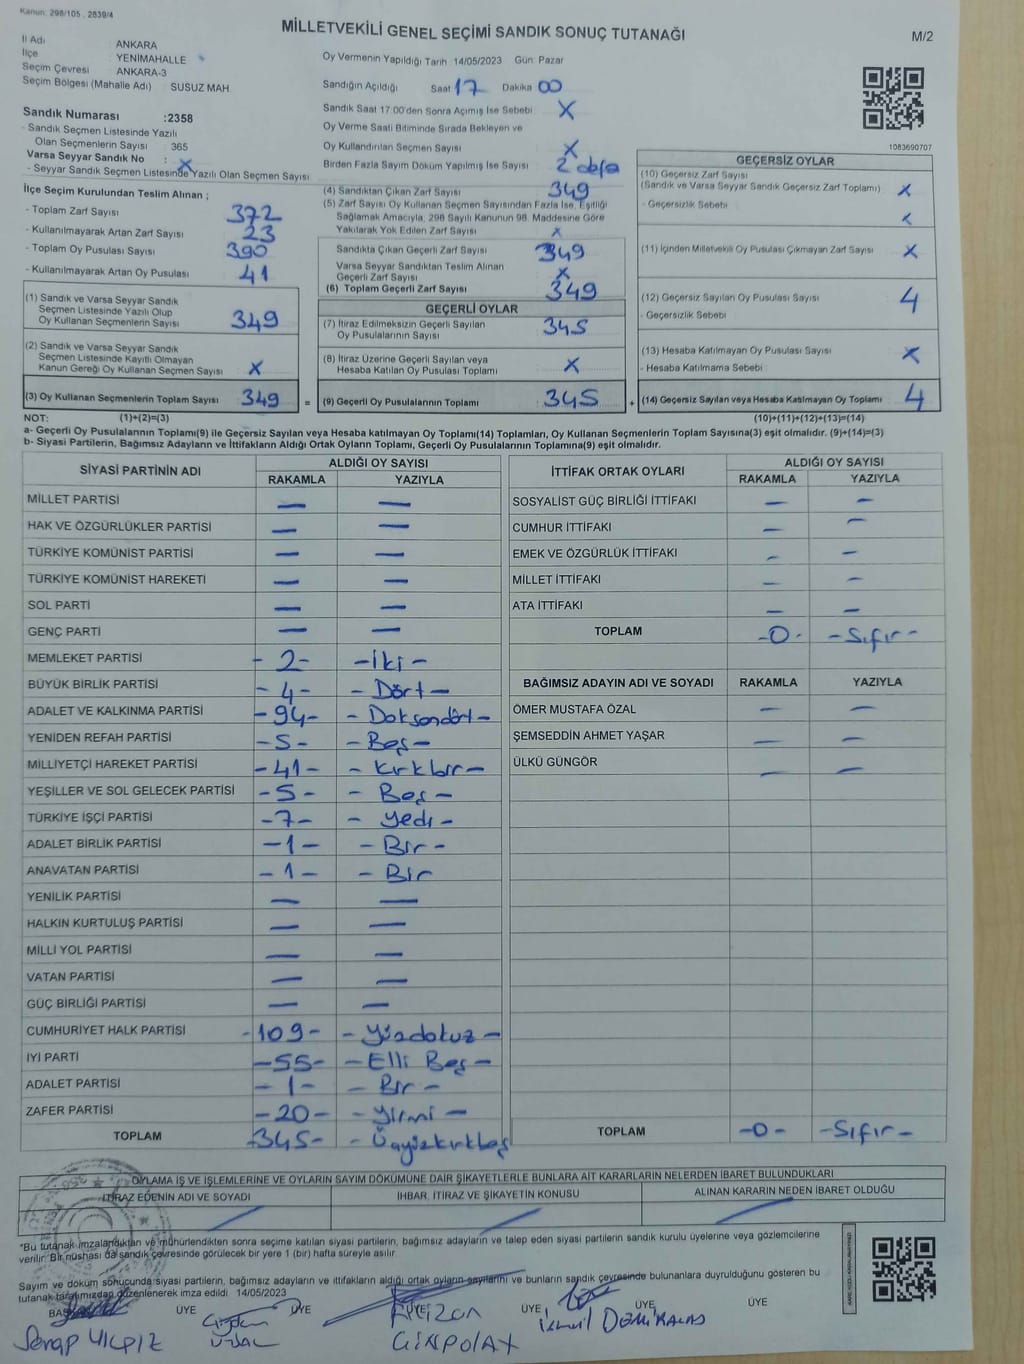 Kanun: 298/105 . 2839/4
MİLLETVEKİLİ GENEL SEÇİMİ SANDIK SONUÇ TUTANAĞI
M/2
İl Adı ANKARA
İlçe YENİMAHALLE
Seçim Çevresi ANKARA-3
Seçim Bölgesi (Mahalle Adı) SUSUZ MAH.
Sandık Numarası :2358
- Sandık Seçmen Listesinde Yazılı
Olan Seçmenlerin Sayısı 365
Varsa Seyyar Sandık No : X
- Seyyar Sandık Seçmen Listesinde Yazılı Olan Seçmen Sayısı
İlçe Seçim Kurulundan Teslim Alınan ;
- Toplam Zarf Sayısı 372
- Kullanılmayarak Artan Zarf Sayısı 23
- Toplam Oy Pusulası Sayısı 390
- Kullanılmayarak Artan Oy Pusulası 41
(1) Sandık ve Varsa Seyyar Sandık
Seçmen Listesinde Yazılı Olup
Oy Kullanan Seçmenlerin Sayısı 349
(2) Sandık ve Varsa Seyyar Sandık
Seçmen Listesinde Kayıtlı Olmayan
Kanun Gereği Oy Kullanan Seçmen Sayısı X
(3) Oy Kullanan Seçmenlerin Toplam Sayısı 349 =
Oy Vermenin Yapıldığı Tarih 14/05/2023 Gün: Pazar
Sandığın Açıldığı Saat 17 Dakika 00
Sandık Saat 17:00'den Sonra Açılmış İse Sebebi X
Oy Verme Saati Bitiminde Sırada Bekleyen ve
Oy Kullandırılan Seçmen Sayısı X
Birden Fazla Sayım Döküm Yapılmış İse Sayısı 2 defa
(4) Sandıktan Çıkan Zarf Sayısı 349
(5) Zarf Sayısı Oy Kullanan Seçmen Sayısından Fazla İse, Eşitliği
Sağlamak Amacıyla, 298 Sayılı Kanunun 98. Maddesine Göre
Yakılarak Yok Edilen Zarf Sayısı X
Sandıkta Çıkan Geçerli Zarf Sayısı 349
Varsa Seyyar Sandıktan Teslim Alınan
Geçerli Zarf Sayısı X
(6) Toplam Geçerli Zarf Sayısı 349
GEÇERLİ OYLAR
(7) İtiraz Edilmeksizin Geçerli Sayılan
Oy Pusulalarının Sayısı 345
(8) İtiraz Üzerine Geçerli Sayılan veya
Hesaba Katılan Oy Pusulası Toplamı X
(9) Geçerli Oy Pusulalarının Toplamı 345 +
1083690707
GEÇERSİZ OYLAR
(10) Geçersiz Zarf Sayısı
(Sandık ve Varsa Seyyar Sandık Geçersiz Zarf Toplamı) X
- Geçersizlik Sebebi X
(11) İçinden Milletvekili Oy Pusulası Çıkmayan Zarf Sayısı X
(12) Geçersiz Sayılan Oy Pusulası Sayısı 4
- Geçersizlik Sebebi
(13) Hesaba Katılmayan Oy Pusulası Sayısı X
- Hesaba Katılmama Sebebi
(14) Geçersiz Sayılan veya Hesaba Katılmayan Oy Toplamı 4
NOT: (1)+(2)=(3) (10)+(11)+(12)+(13)=(14)
a- Geçerli Oy Pusulasının Toplamı(9) ile Geçersiz Sayılan veya Hesaba katılmayan Oy Toplamı(14) Toplamları, Oy Kullanan Seçmenlerin Toplam Sayısına(3) eşit olmalıdır. (9)+(14)=(3)
b- Siyasi Partilerin, Bağımsız Adayların ve İttifakların Aldığı Ortak Oyların Toplamı, Geçerli Oy Pusulalarının Toplamına(9) eşit olmalıdır.
SİYASİ PARTİNİN ADI ALDIĞI OY SAYISI
RAKAMLA YAZIYLA
MİLLET PARTİSI — —
HAK VE ÖZGÜRLÜKLER PARTİSİ — —
TÜRKİYE KOMÜNİST PARTİSİ — —
TÜRKİYE KOMÜNİST HAREKETİ — —
SOL PARTİ — —
GENÇ PARTİ — —
MEMLEKET PARTİSİ - 2 - - İki -
BÜYÜK BİRLİK PARTİSİ - 4 - - Dört -
ADALET VE KALKINMA PARTİSİ - 94 - - Doksandört -
YENİDEN REFAH PARTİSİ - 5 - - Beş -
MİLLİYETÇİ HAREKET PARTİSİ - 41 - - Kırkbir -
YEŞİLLER VE SOL GELECEK PARTİSİ - 5 - - Beş -
TÜRKİYE İŞÇİ PARTİSİ - 7 - - Yedi -
ADALET BİRLİK PARTİSİ - 1 - - Bir -
ANAVATAN PARTİSİ - 1 - - Bir
YENİLİK PARTİSİ — —
HALKIN KURTULUŞ PARTİSİ — —
MİLLİ YOL PARTİSİ — —
VATAN PARTİSİ — —
GÜÇ BİRLİĞİ PARTİSİ — —
CUMHURİYET HALK PARTİSİ - 109 - - Yüzdokuz -
İYİ PARTİ - 55 - - Elli Beş -
ADALET PARTİSİ - 1 - - Bir -
ZAFER PARTİSİ - 20 - - Yirmi -
TOPLAM 345 - - Üçyüzkırkbeş
İTTİFAK ORTAK OYLARI ALDIĞI OY SAYISI
RAKAMLA YAZIYLA
SOSYALİST GÜÇ BİRLİĞİ İTTİFAKI — —
CUMHUR İTTİFAKI — —
EMEK VE ÖZGÜRLÜK İTTİFAKI — —
MİLLET İTTİFAKI — —
ATA İTTİFAKI — —
TOPLAM - 0 - - Sıfır -
BAĞIMSIZ ADAYIN ADI VE SOYADI RAKAMLA YAZIYLA
ÖMER MUSTAFA ÖZAL — —
ŞEMSEDDİN AHMET YAŞAR — —
ÜLKÜ GÜNGÖR — —
TOPLAM - 0 - - Sıfır -
OYLAMA İŞ VE İŞLEMLERİNE VE OYLARIN SAYIM DÖKÜMÜNE DAİR ŞİKAYETLERLE BUNLARA AİT KARARLARIN NELERDEN İBARET BULUNDUKLARI
İTİRAZ EDENİN ADI VE SOYADI İHBAR, İTİRAZ VE ŞİKAYETİN KONUSU ALINAN KARARIN NEDEN İBARET OLDUĞU
*Bu tutanak imzalandıktan ve mühürlendikten sonra seçime katılan siyasi partilerin, bağımsız adayların ve talep eden siyasi partilerin sandık kurulu üyelerine veya gözlemcilerine
verilir. Bir nüshası da sandık çevresinde görülecek bir yere 1 (bir) hafta süreyle asılır.
Sayım ve döküm sonucunda siyasi partilerin, bağımsız adayların ve ittifakların aldığı ortak oyların sayılarını ve bunların sandık çevresinde bulunanlara duyrulduğunu gösteren bu
tutanak tarafımızdan düzenlenerek imza edildi. 14/05/2023
ÜYE ÜYE ÜYE ÜYE ÜYE ÜYE
Serap İsmail DEMİRALAS